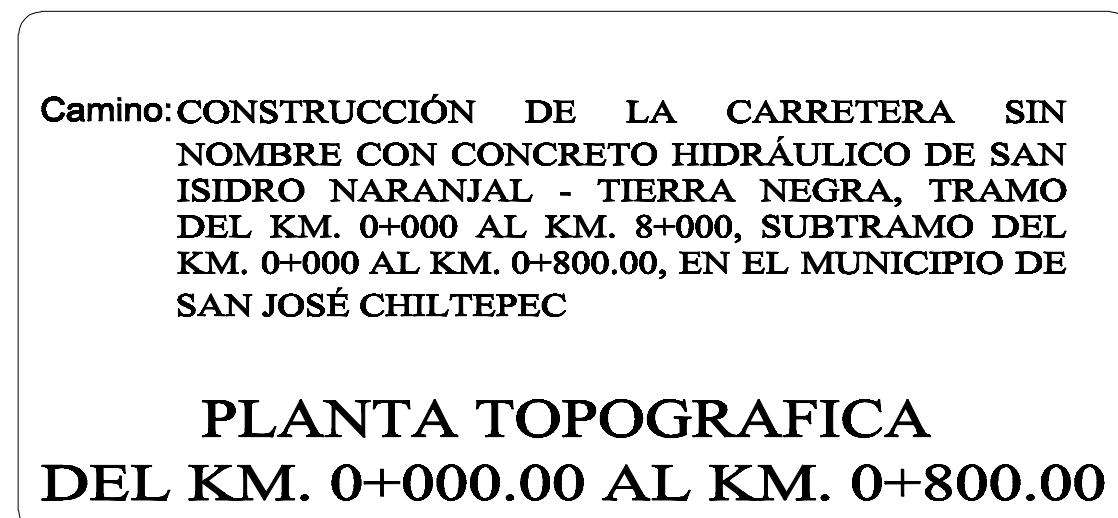 Camino: CONSTRUCCIÓN DE LA CARRETERA SIN
NOMBRE CON CONCRETO HIDRÁULICO DE SAN
ISIDRO NARANJAL - TIERRA NEGRA, TRAMO
DEL KM. 0+000 AL KM. 8+000, SUBTRAMO DEL
KM. 0+000 AL KM. 0+800.00, EN EL MUNICIPIO DE
SAN JOSÉ CHILTEPEC
PLANTA TOPOGRAFICA
DEL KM. 0+000.00 AL KM. 0+800.00